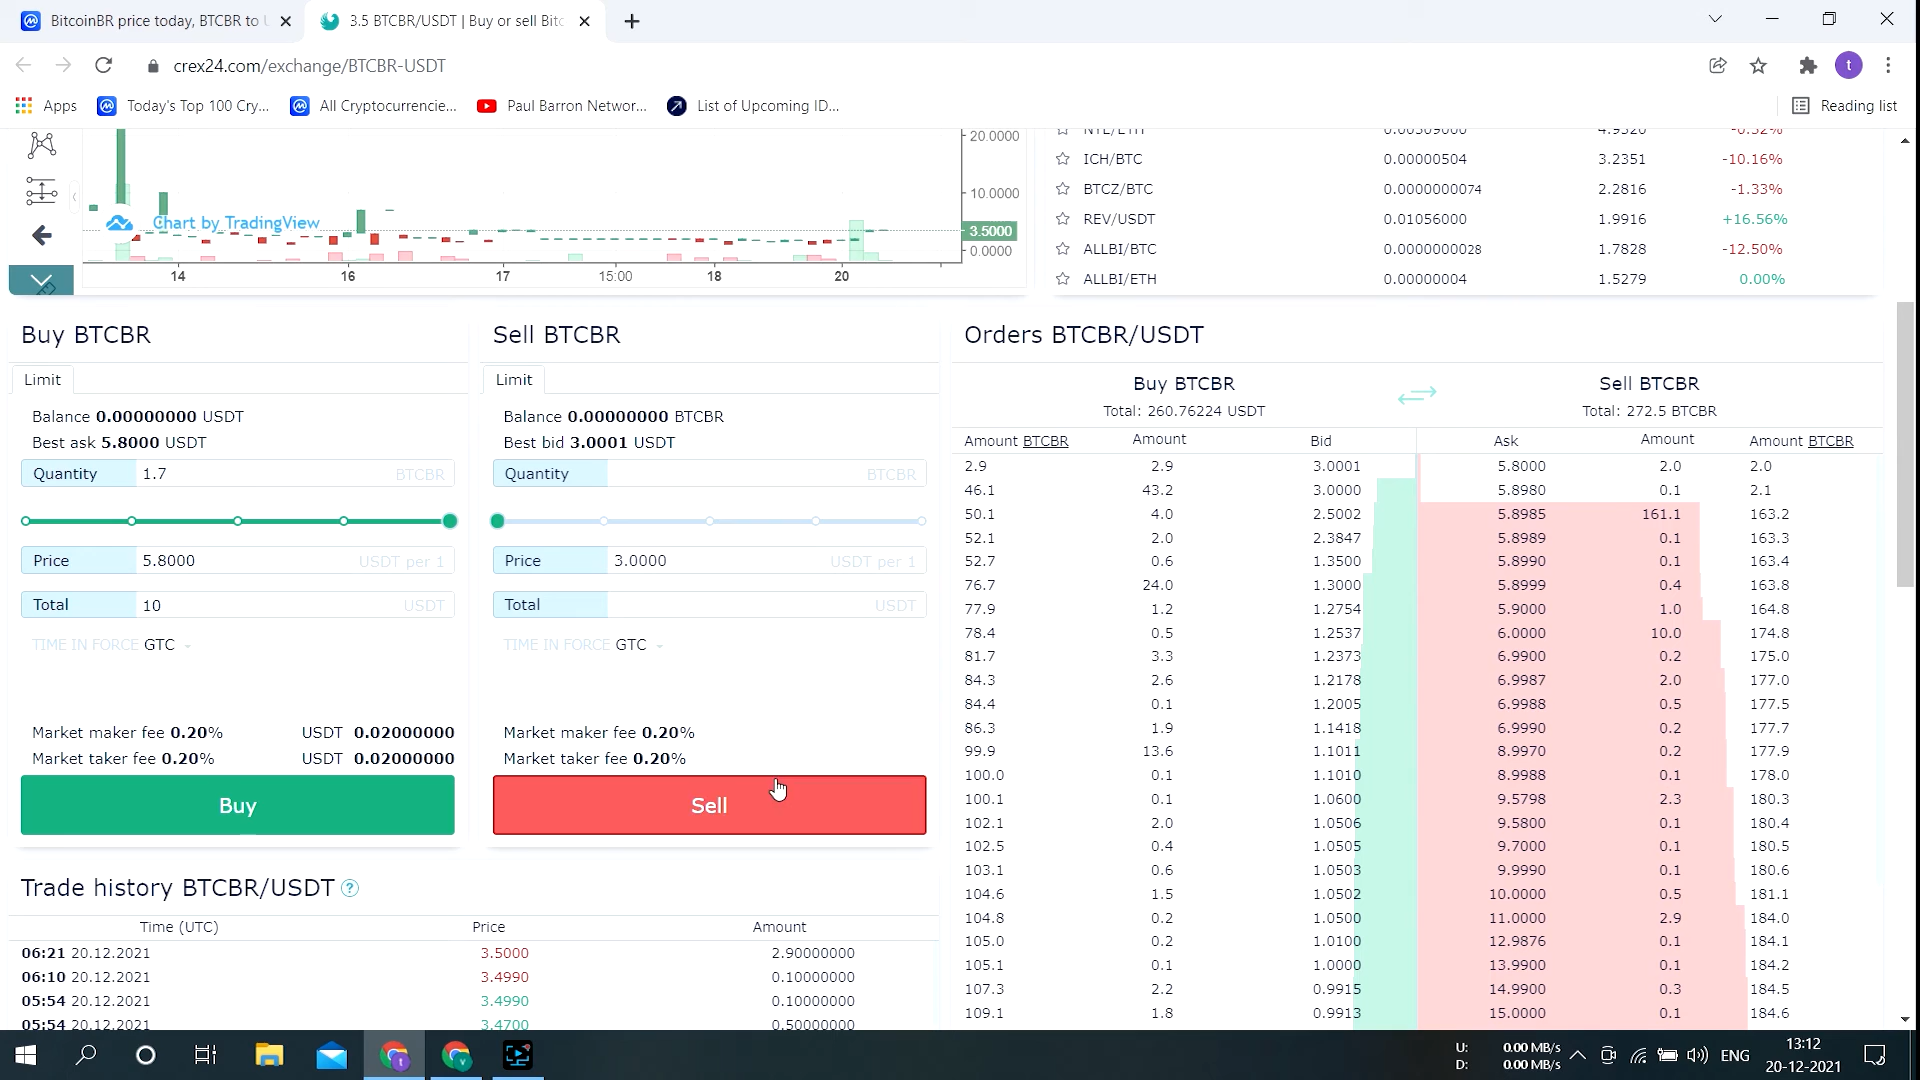 BitcoinBR price today, BTCBR to U
3.5 BTCBR/USDT | Buy or sell Bitc
crex24.com/exchange/BTCBR-USDT
t
Apps
Today's Top 100 Cry...
All Cryptocurrencie...
Paul Barron Networ...
List of Upcoming ID...
Reading list
20.0000
10.0000
3.5000
0.0000
Chart by TradingView
14 16 17 15:00 18 20
NYE/ETH 0.00309000 4.9320 -0.52%
ICH/BTC 0.00000504 3.2351 -10.16%
BTCZ/BTC 0.0000000074 2.2816 -1.33%
REV/USDT 0.01056000 1.9916 +16.56%
ALLBI/BTC 0.0000000028 1.7828 -12.50%
ALLBI/ETH 0.00000004 1.5279 0.00%
Buy BTCBR
Limit
Balance 0.00000000 USDT
Best ask 5.8000 USDT
Quantity 1.7 BTCBR
Price 5.8000 USDT per 1
Total 10 USDT
TIME IN FORCE GTC
Market maker fee 0.20% USDT 0.02000000
Market taker fee 0.20% USDT 0.02000000
Buy
Sell BTCBR
Limit
Balance 0.00000000 BTCBR
Best bid 3.0001 USDT
Quantity BTCBR
Price 3.0000 USDT per 1
Total USDT
TIME IN FORCE GTC
Market maker fee 0.20%
Market taker fee 0.20%
Sell
Orders BTCBR/USDT
Buy BTCBR Sell BTCBR
Total: 260.76224 USDT Total: 272.5 BTCBR
Amount BTCBR Amount Bid Ask Amount Amount BTCBR
2.9 2.9 3.0001 5.8000 2.0 2.0
46.1 43.2 3.0000 5.8980 0.1 2.1
50.1 4.0 2.5002 5.8985 161.1 163.2
52.1 2.0 2.3847 5.8989 0.1 163.3
52.7 0.6 1.3500 5.8990 0.1 163.4
76.7 24.0 1.3000 5.8999 0.4 163.8
77.9 1.2 1.2754 5.9000 1.0 164.8
78.4 0.5 1.2537 6.0000 10.0 174.8
81.7 3.3 1.2373 6.9900 0.2 175.0
84.3 2.6 1.2178 6.9987 2.0 177.0
84.4 0.1 1.2005 6.9988 0.5 177.5
86.3 1.9 1.1418 6.9990 0.2 177.7
99.9 13.6 1.1011 8.9970 0.2 177.9
100.0 0.1 1.1010 8.9988 0.1 178.0
100.1 0.1 1.0600 9.5798 2.3 180.3
102.1 2.0 1.0506 9.5800 0.1 180.4
102.5 0.4 1.0505 9.7000 0.1 180.5
103.1 0.6 1.0503 9.9990 0.1 180.6
104.6 1.5 1.0502 10.0000 0.5 181.1
104.8 0.2 1.0500 11.0000 2.9 184.0
105.0 0.2 1.0100 12.9876 0.1 184.1
105.1 0.1 1.0000 13.9900 0.1 184.2
107.3 2.2 0.9915 14.9900 0.3 184.5
109.1 1.8 0.9913 15.0000 0.1 184.6
Trade history BTCBR/USDT ?
Time (UTC) Price Amount
06:21 20.12.2021 3.5000 2.90000000
06:10 20.12.2021 3.4990 0.10000000
05:54 20.12.2021 3.4990 0.10000000
05:54 20.12.2021 3.4700 0.50000000
U: 0.00 MB/s
D: 0.00 MB/s
ENG
13:12
20-12-2021